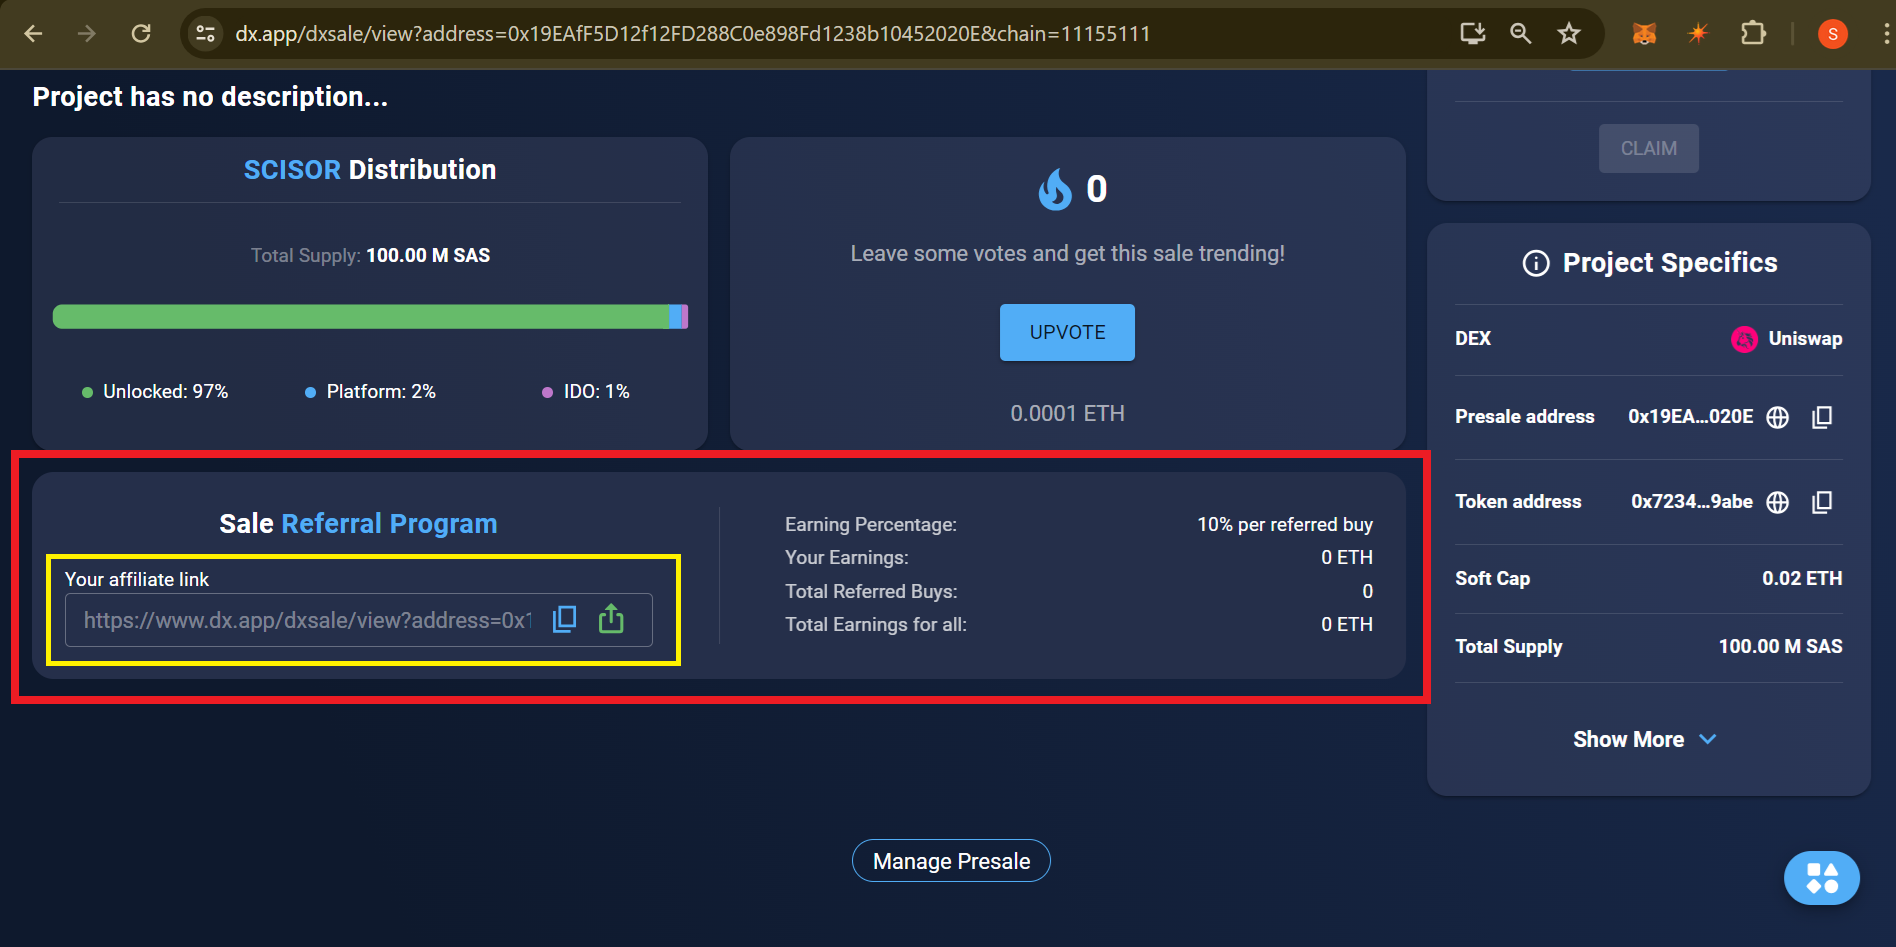 dx.app/dxsale/view?address=0x19EAfF5D12f12FD288C0e898Fd1238b10452020E&chain=11155111
S
Project has no description...
SCISOR Distribution
Total Supply: 100.00 M SAS
Unlocked: 97%
Platform: 2%
IDO: 1%
0
Leave some votes and get this sale trending!
UPVOTE
0.0001 ETH
Sale Referral Program
Your affiliate link
https://www.dx.app/dxsale/view?address=0x1
Earning Percentage: 10% per referred buy
Your Earnings: 0 ETH
Total Referred Buys: 0
Total Earnings for all: 0 ETH
Manage Presale
CLAIM
Project Specifics
DEX Uniswap
Presale address 0x19EA...020E
Token address 0x7234...9abe
Soft Cap 0.02 ETH
Total Supply 100.00 M SAS
Show More